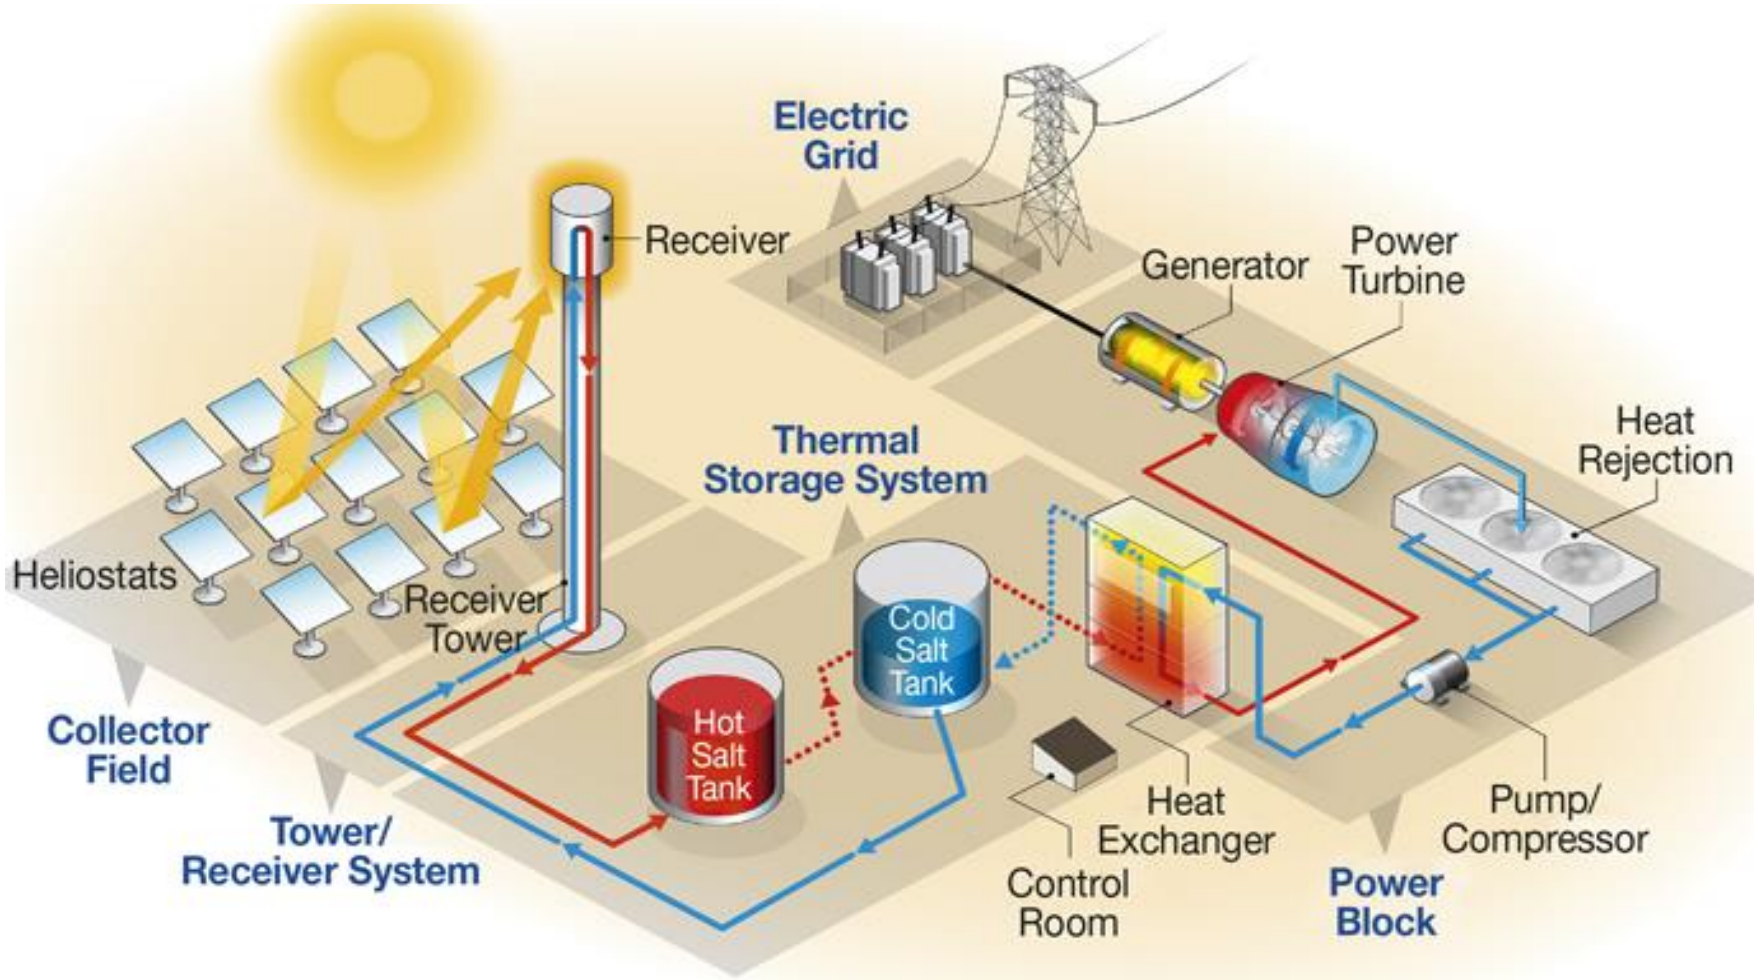 Electric
Grid
Receiver
Generator
Power
Turbine
Heat
Rejection
Thermal
Storage System
Heliostats
Receiver
Tower
Cold
Salt
Tank
Hot
Salt
Tank
Collector
Field
Tower/
Receiver System
Heat
Exchanger
Control
Room
Pump/
Compressor
Power
Block